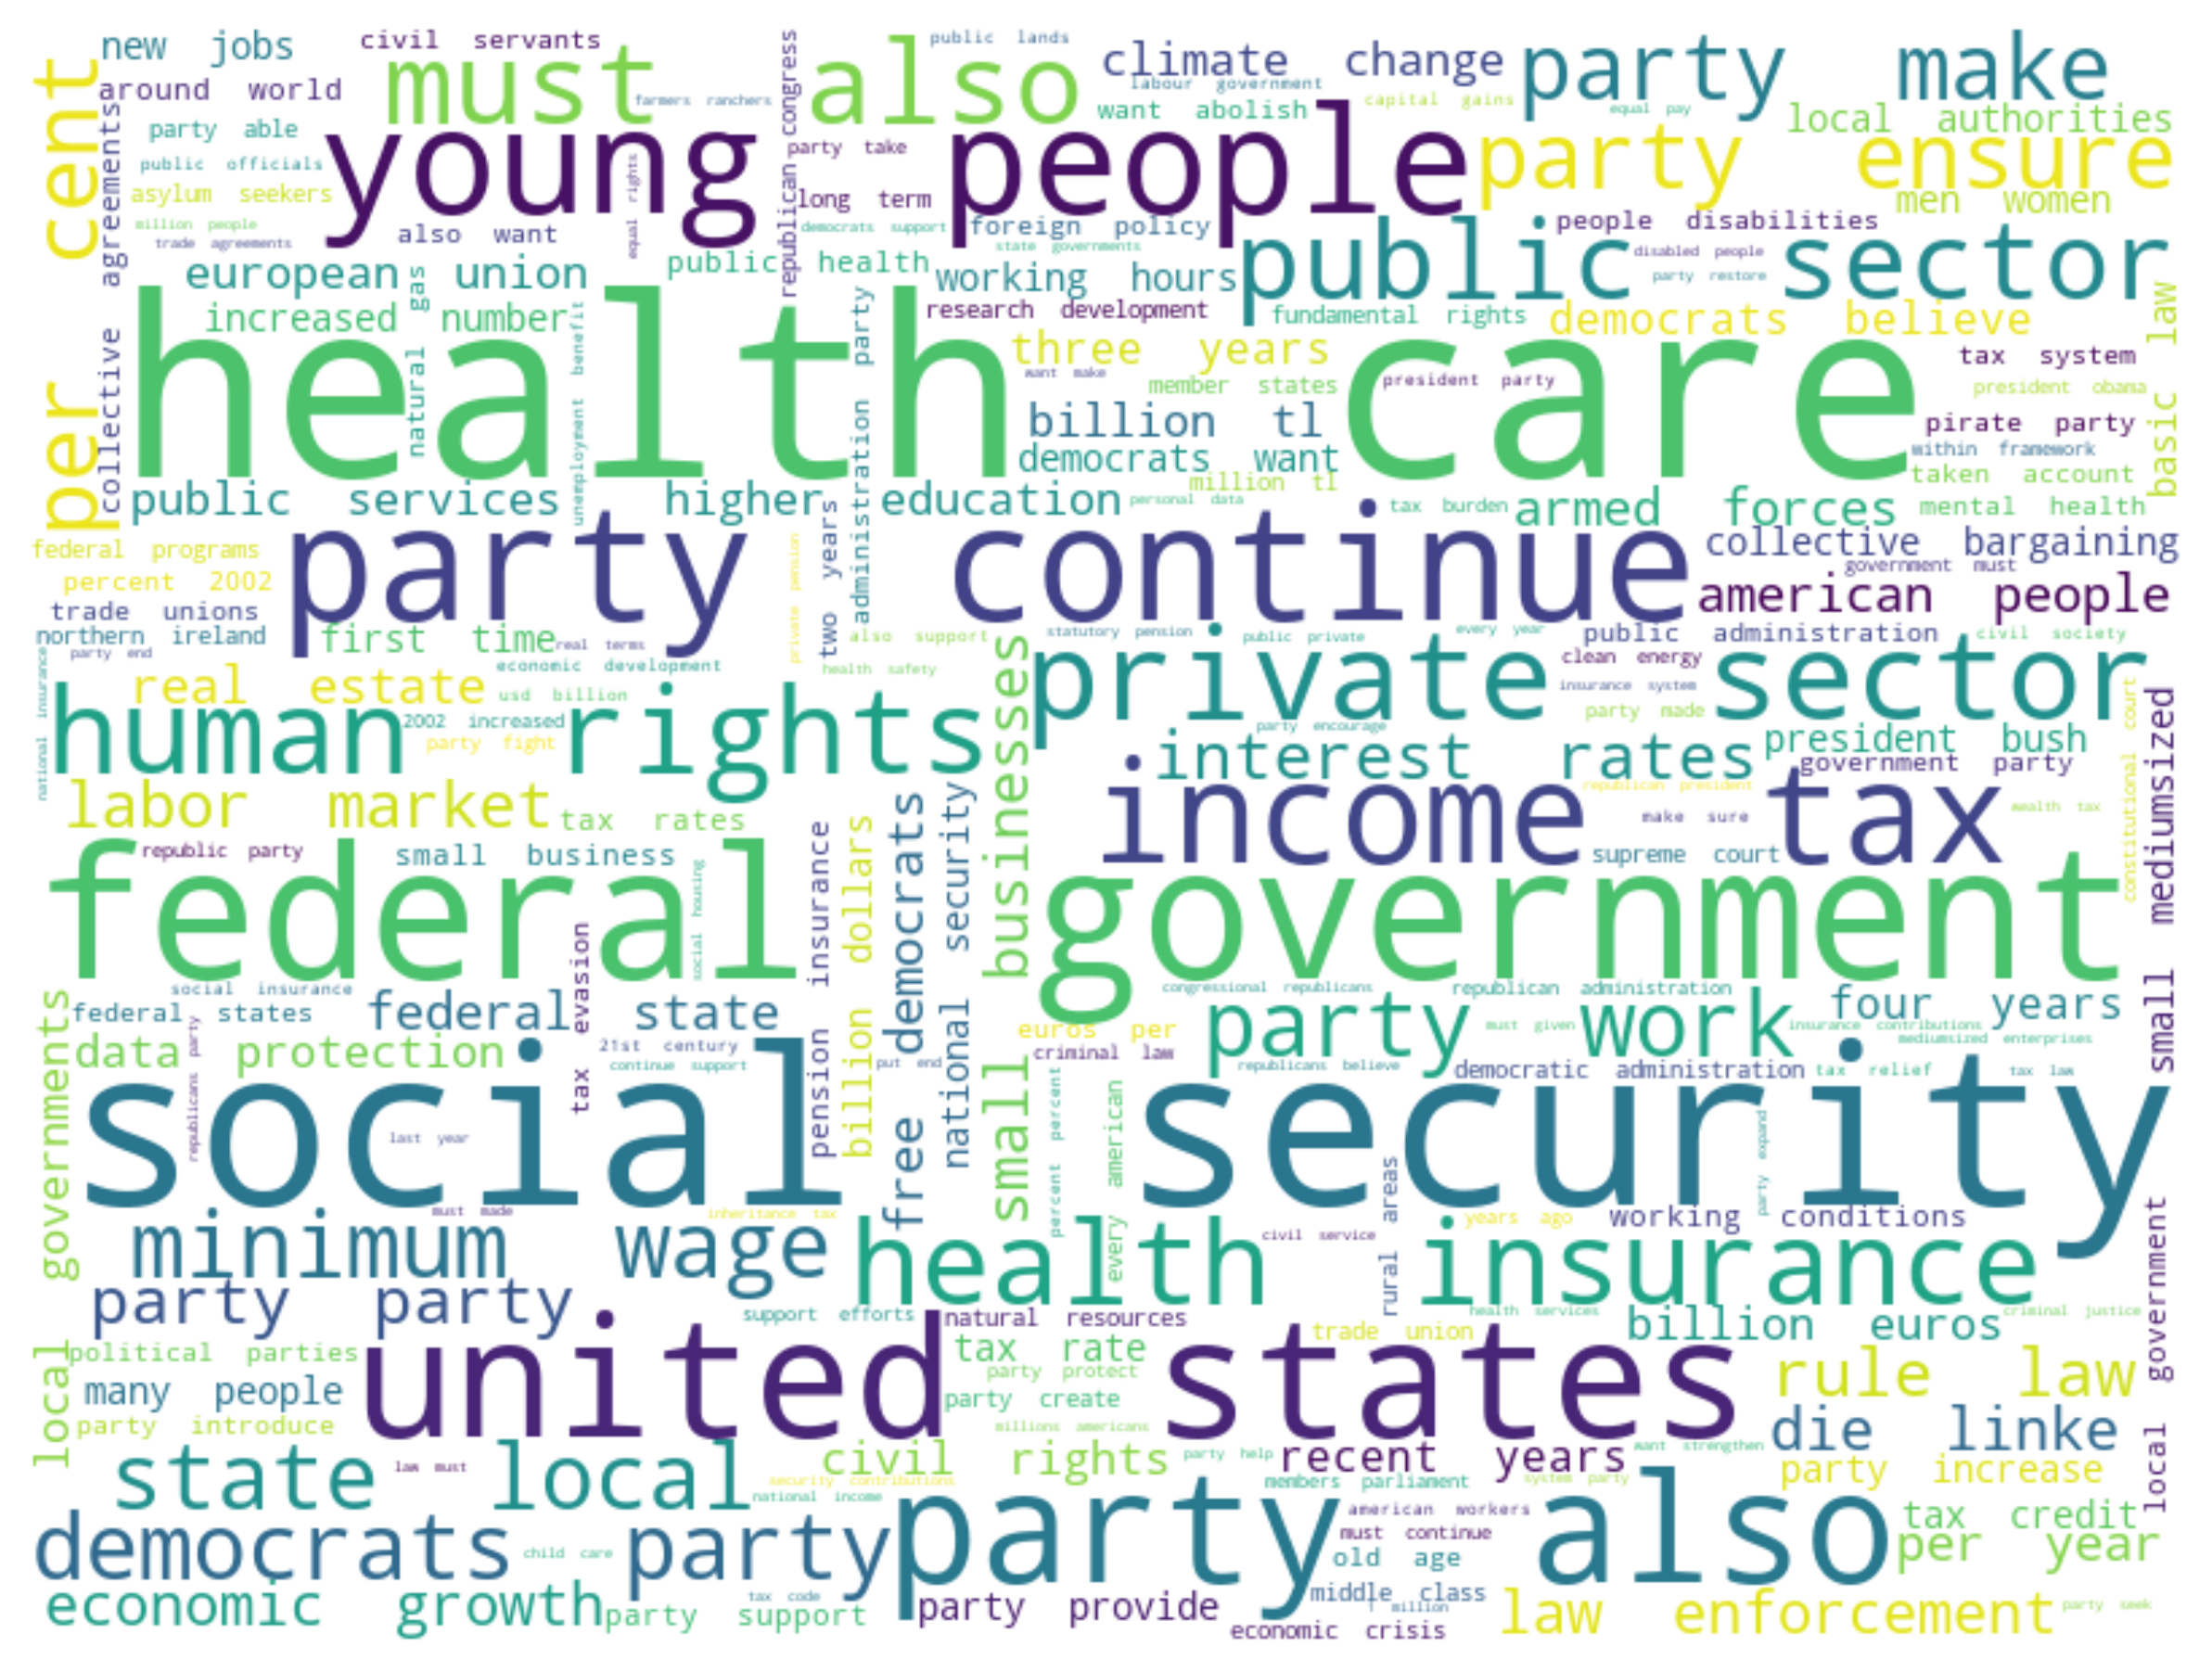 new jobs
civil servants
public lands
climate change
party make
around world
must also
labour government
farmers ranchers
want abolish
capital gains
equal pay
local authorities
per cent
collective agreements
party able
young people
republican congress
party take
party ensure
public officials
equal rights
asylum seekers
long term
men women
million people
democrats support
foreign policy
people disabilities
trade agreements
also want
state governments
public sector
disabled people
european union
public health
working hours
party restore
natural gas
unemployment benefit
administration party
research development
increased number
fundamental rights
democrats believe
basic law
health care
three years
tax system
want make
member states
president party
president obama
billion tl
pirate party
democrats want
within framework
million tl
taken account
public services
higher education
personal data
tax burden
armed forces
mental health
federal programs
party continue
collective bargaining
government must
percent 2002
private pension
two years
american people
trade unions
northern ireland
first time
real terms
also support
statutory pension
public private
every year
public administration
civil society
party end
economic development
health safety
private sector
clean energy
national insurance
real estate
usd billion
insurance system
small businesses
party made
constitutional court
small mediumsized
human rights
2002 increased
party encourage
party fight
interest rates
president bush
government party
labor market
tax rates
income tax
republican president
wealth tax
make sure
republic party
small business
supreme court
social housing
pension insurance
billion dollars
free democrats
national security
federal government
tax evasion
social insurance
congressional republicans
republican administration
federal states
federal state
party work
four years
local governments
republicans party
euros per
must given
insurance contributions
data protection
21st century
criminal law
mediumsized enterprises
continue support
put end
republicans believe
democratic administration
tax relief
tax law
social security
percent percent
every american
last year
party expand
rural areas
must made
inheritance tax
years ago
working conditions
local government
minimum wage
civil service
health insurance
party party
support efforts
natural resources
health services
criminal justice
trade union
billion euros
political parties
united states
tax rate
party protect
rule law
many people
party create
party introduce
millions americans
die linke
civil rights
party help
recent years
want strengthen
state local
law must
security contributions
members parliament
system party
party increase
national income
party also
american workers
tax credit
democrats party
must continue
child care
old age
per year
economic growth
tax code
middle class
million
party support
party provide
law enforcement
party seek
economic crisis